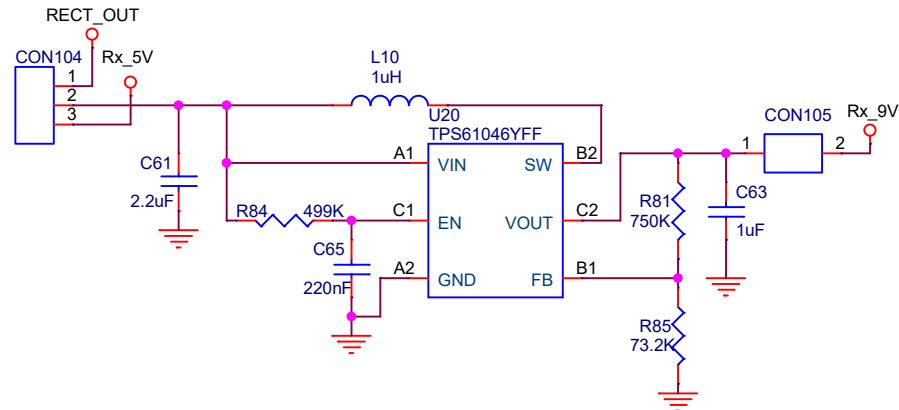 RECT_OUT
CON104
Rx_5V
1
2
3
L10
1uH
U20
TPS61046YFF
CON105
Rx_9V
1
2
A1
VIN
SW
B2
C61
2.2uF
R84
499K
C1
EN
VOUT
C2
R81
750K
C63
1uF
C65
220nF
A2
GND
FB
B1
R85
73.2K